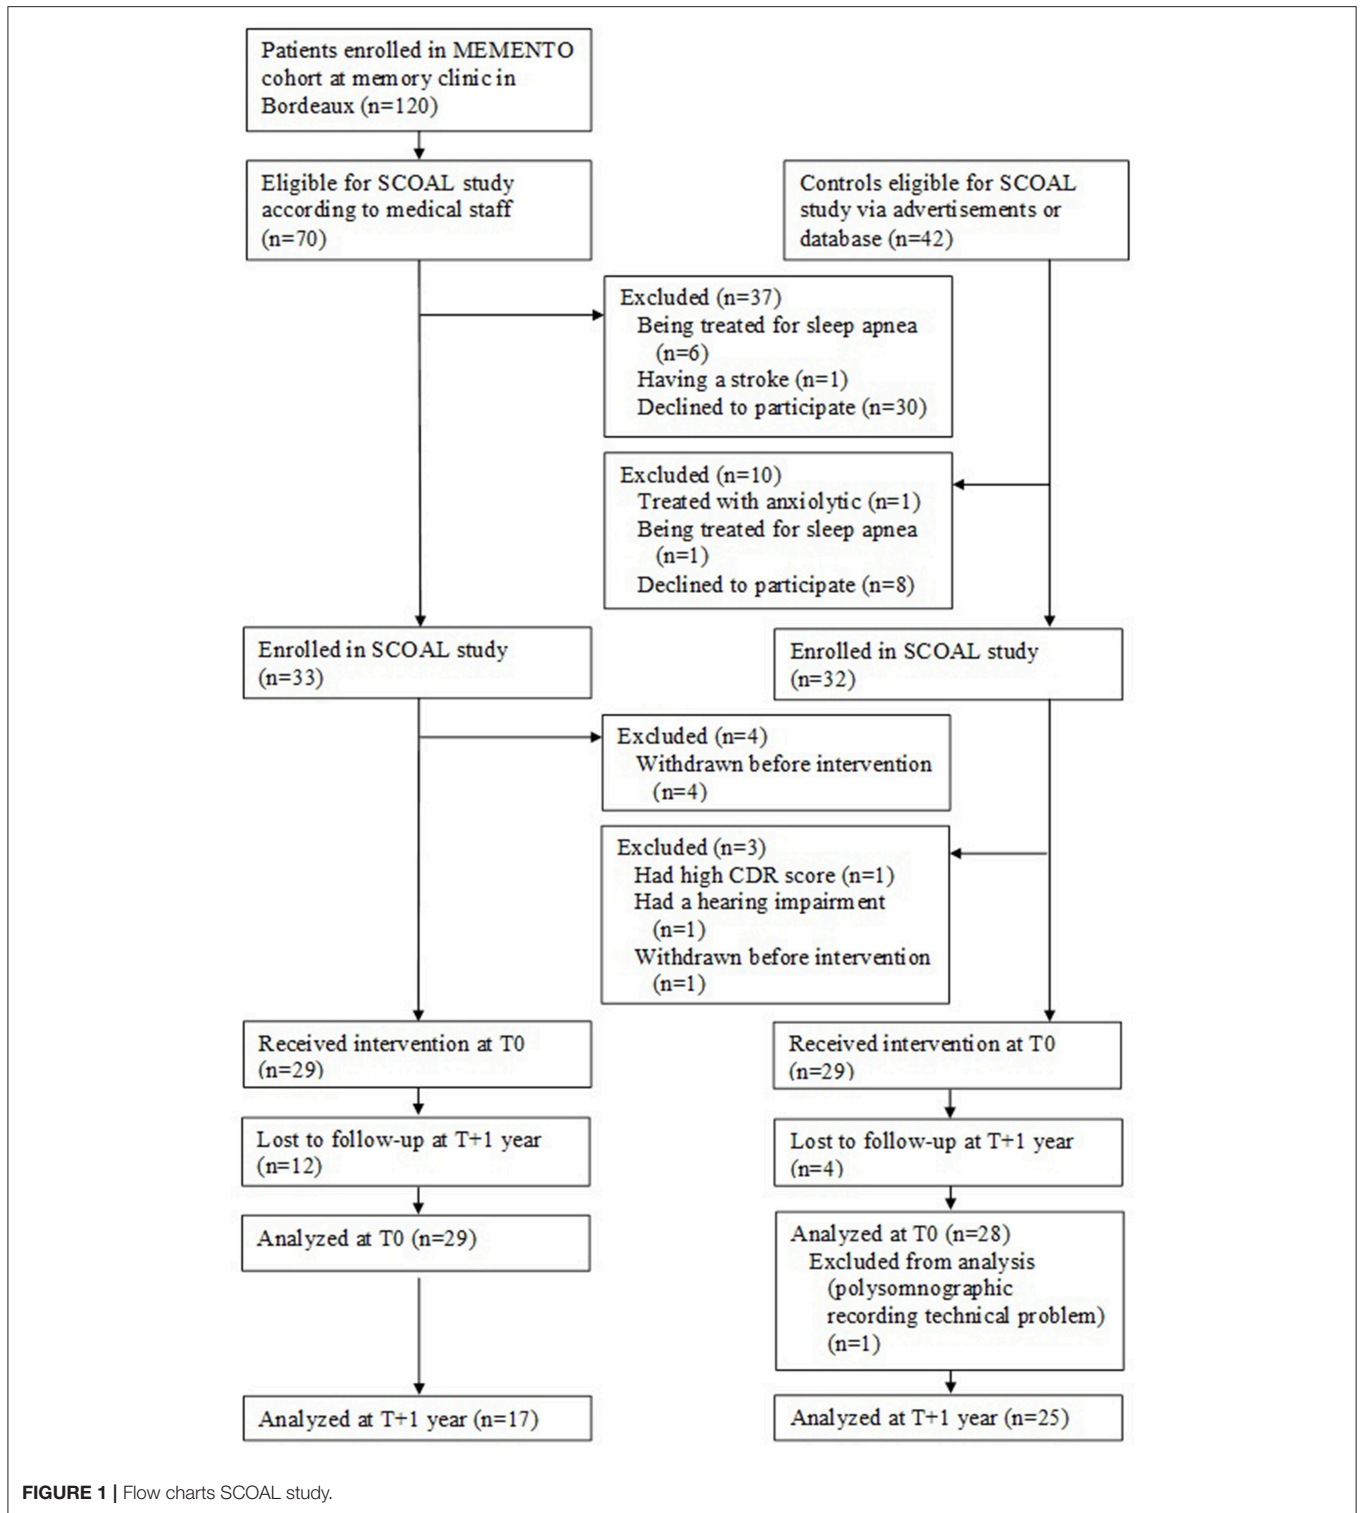 Patients enrolled in MEMENTO
cohort at memory clinic in
Bordeaux (n=120)
Eligible for SCOAL study
according to medical staff
(n=70)
Controls eligible for SCOAL
study via advertisements or
database (n=42)
Excluded (n=37)
Being treated for sleep apnea
(n=6)
Having a stroke (n=1)
Declined to participate (n=30)
Excluded (n=10)
Treated with anxiolytic (n=1)
Being treated for sleep apnea
(n=1)
Declined to participate (n=8)
Enrolled in SCOAL study
(n=33)
Enrolled in SCOAL study
(n=32)
Excluded (n=4)
Withdrawn before intervention
(n=4)
Excluded (n=3)
Had high CDR score (n=1)
Had a hearing impairment
(n=1)
Withdrawn before intervention
(n=1)
Received intervention at T0
(n=29)
Received intervention at T0
(n=29)
Lost to follow-up at T+1 year
(n=12)
Lost to follow-up at T+1 year
(n=4)
Analyzed at T0 (n=29)
Analyzed at T0 (n=28)
Excluded from analysis
(polysomnographic
recording technical problem)
(n=1)
Analyzed at T+1 year (n=17)
Analyzed at T+1 year (n=25)
FIGURE 1 | Flow charts SCOAL study.